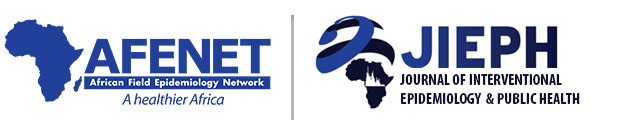 AFENET
African Field Epidemiology Network
A healthier Africa
JIEPH
JOURNAL OF INTERVENTIONAL
EPIDEMIOLOGY & PUBLIC HEALTH